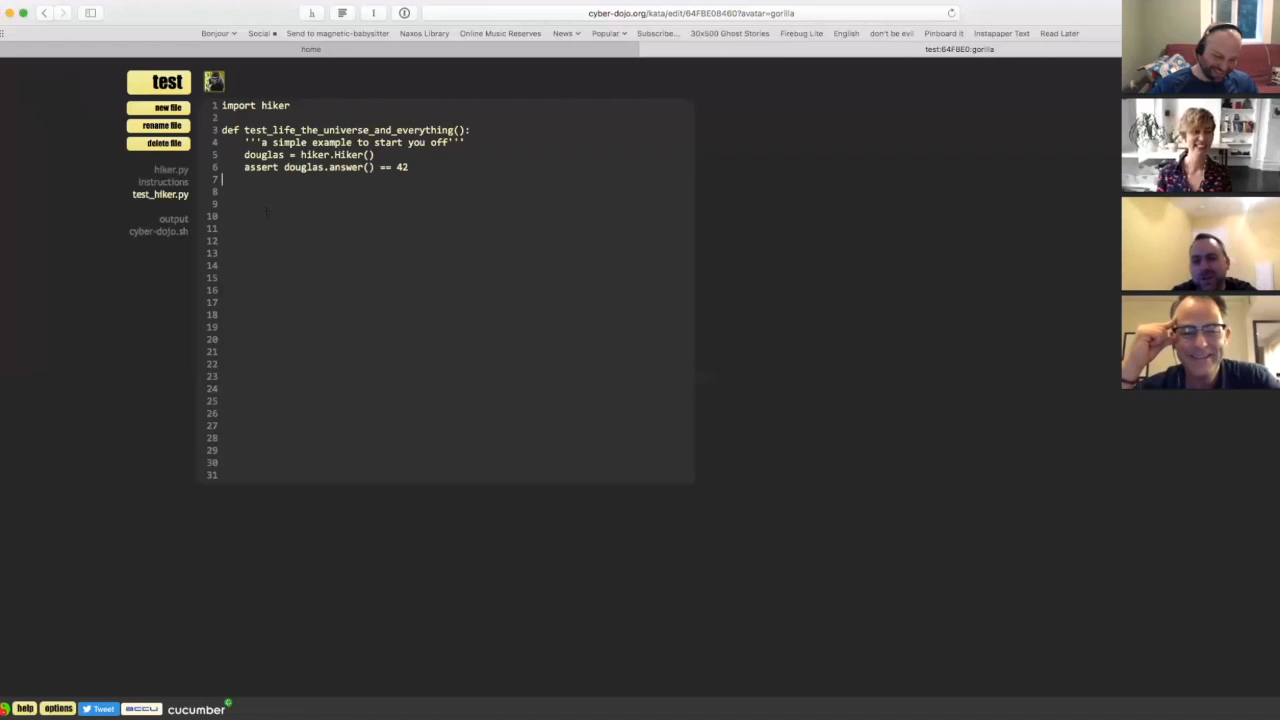 cyber-dojo.org/kata/edit/64FBE08460?avatar=gorilla
Bonjour Social Send to magnetic-babysitter Naxos Library Online Music Reserves News Popular Subscribe... 30x500 Ghost Stories Firebug Lite English don't be evil Pinboard it Instapaper Text Read Later
home test:64FBE0:gorilla
test
new file
rename file
delete file
hiker.py
instructions
test_hiker.py
output
cyber-dojo.sh
1 import hiker
2
3 def test_life_the_universe_and_everything():
4 '''a simple example to start you off'''
5 douglas = hiker.Hiker()
6 assert douglas.answer() == 42
7
8
9
10
11
12
13
14
15
16
17
18
19
20
21
22
23
24
25
26
27
28
29
30
31
help options Tweet accu cucumber